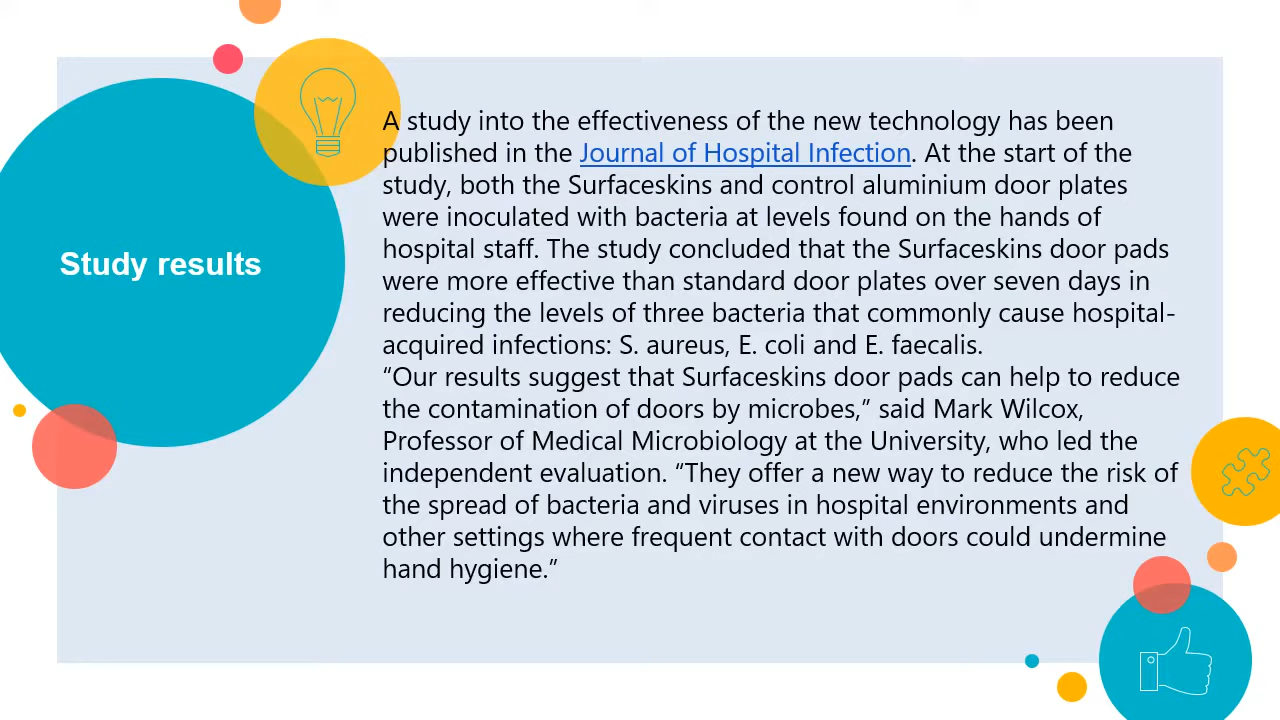 Study results
A study into the effectiveness of the new technology has been
published in the Journal of Hospital Infection. At the start of the
study, both the Surfaceskins and control aluminium door plates
were inoculated with bacteria at levels found on the hands of
hospital staff. The study concluded that the Surfaceskins door pads
were more effective than standard door plates over seven days in
reducing the levels of three bacteria that commonly cause hospital-
acquired infections: S. aureus, E. coli and E. faecalis.
“Our results suggest that Surfaceskins door pads can help to reduce
the contamination of doors by microbes,” said Mark Wilcox,
Professor of Medical Microbiology at the University, who led the
independent evaluation. “They offer a new way to reduce the risk of
the spread of bacteria and viruses in hospital environments and
other settings where frequent contact with doors could undermine
hand hygiene.”